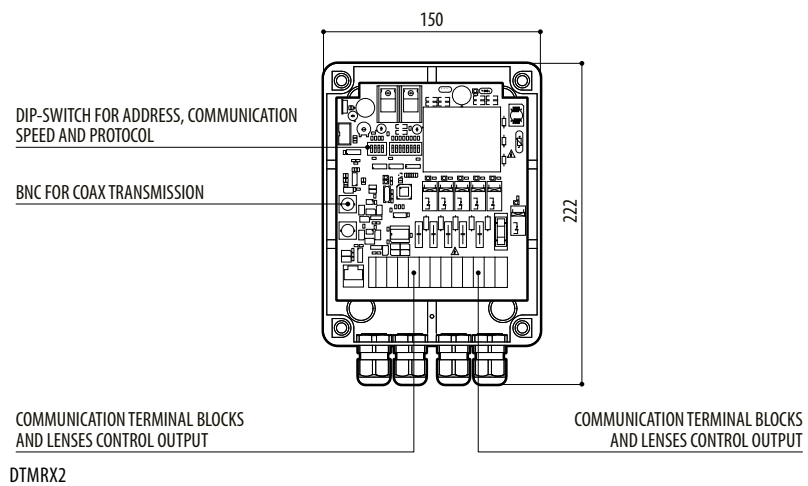 150
DIP-SWITCH FOR ADDRESS, COMMUNICATION
SPEED AND PROTOCOL
BNC FOR COAX TRANSMISSION
222
COMMUNICATION TERMINAL BLOCKS
AND LENSES CONTROL OUTPUT
COMMUNICATION TERMINAL BLOCKS
AND LENSES CONTROL OUTPUT
DTMRX2